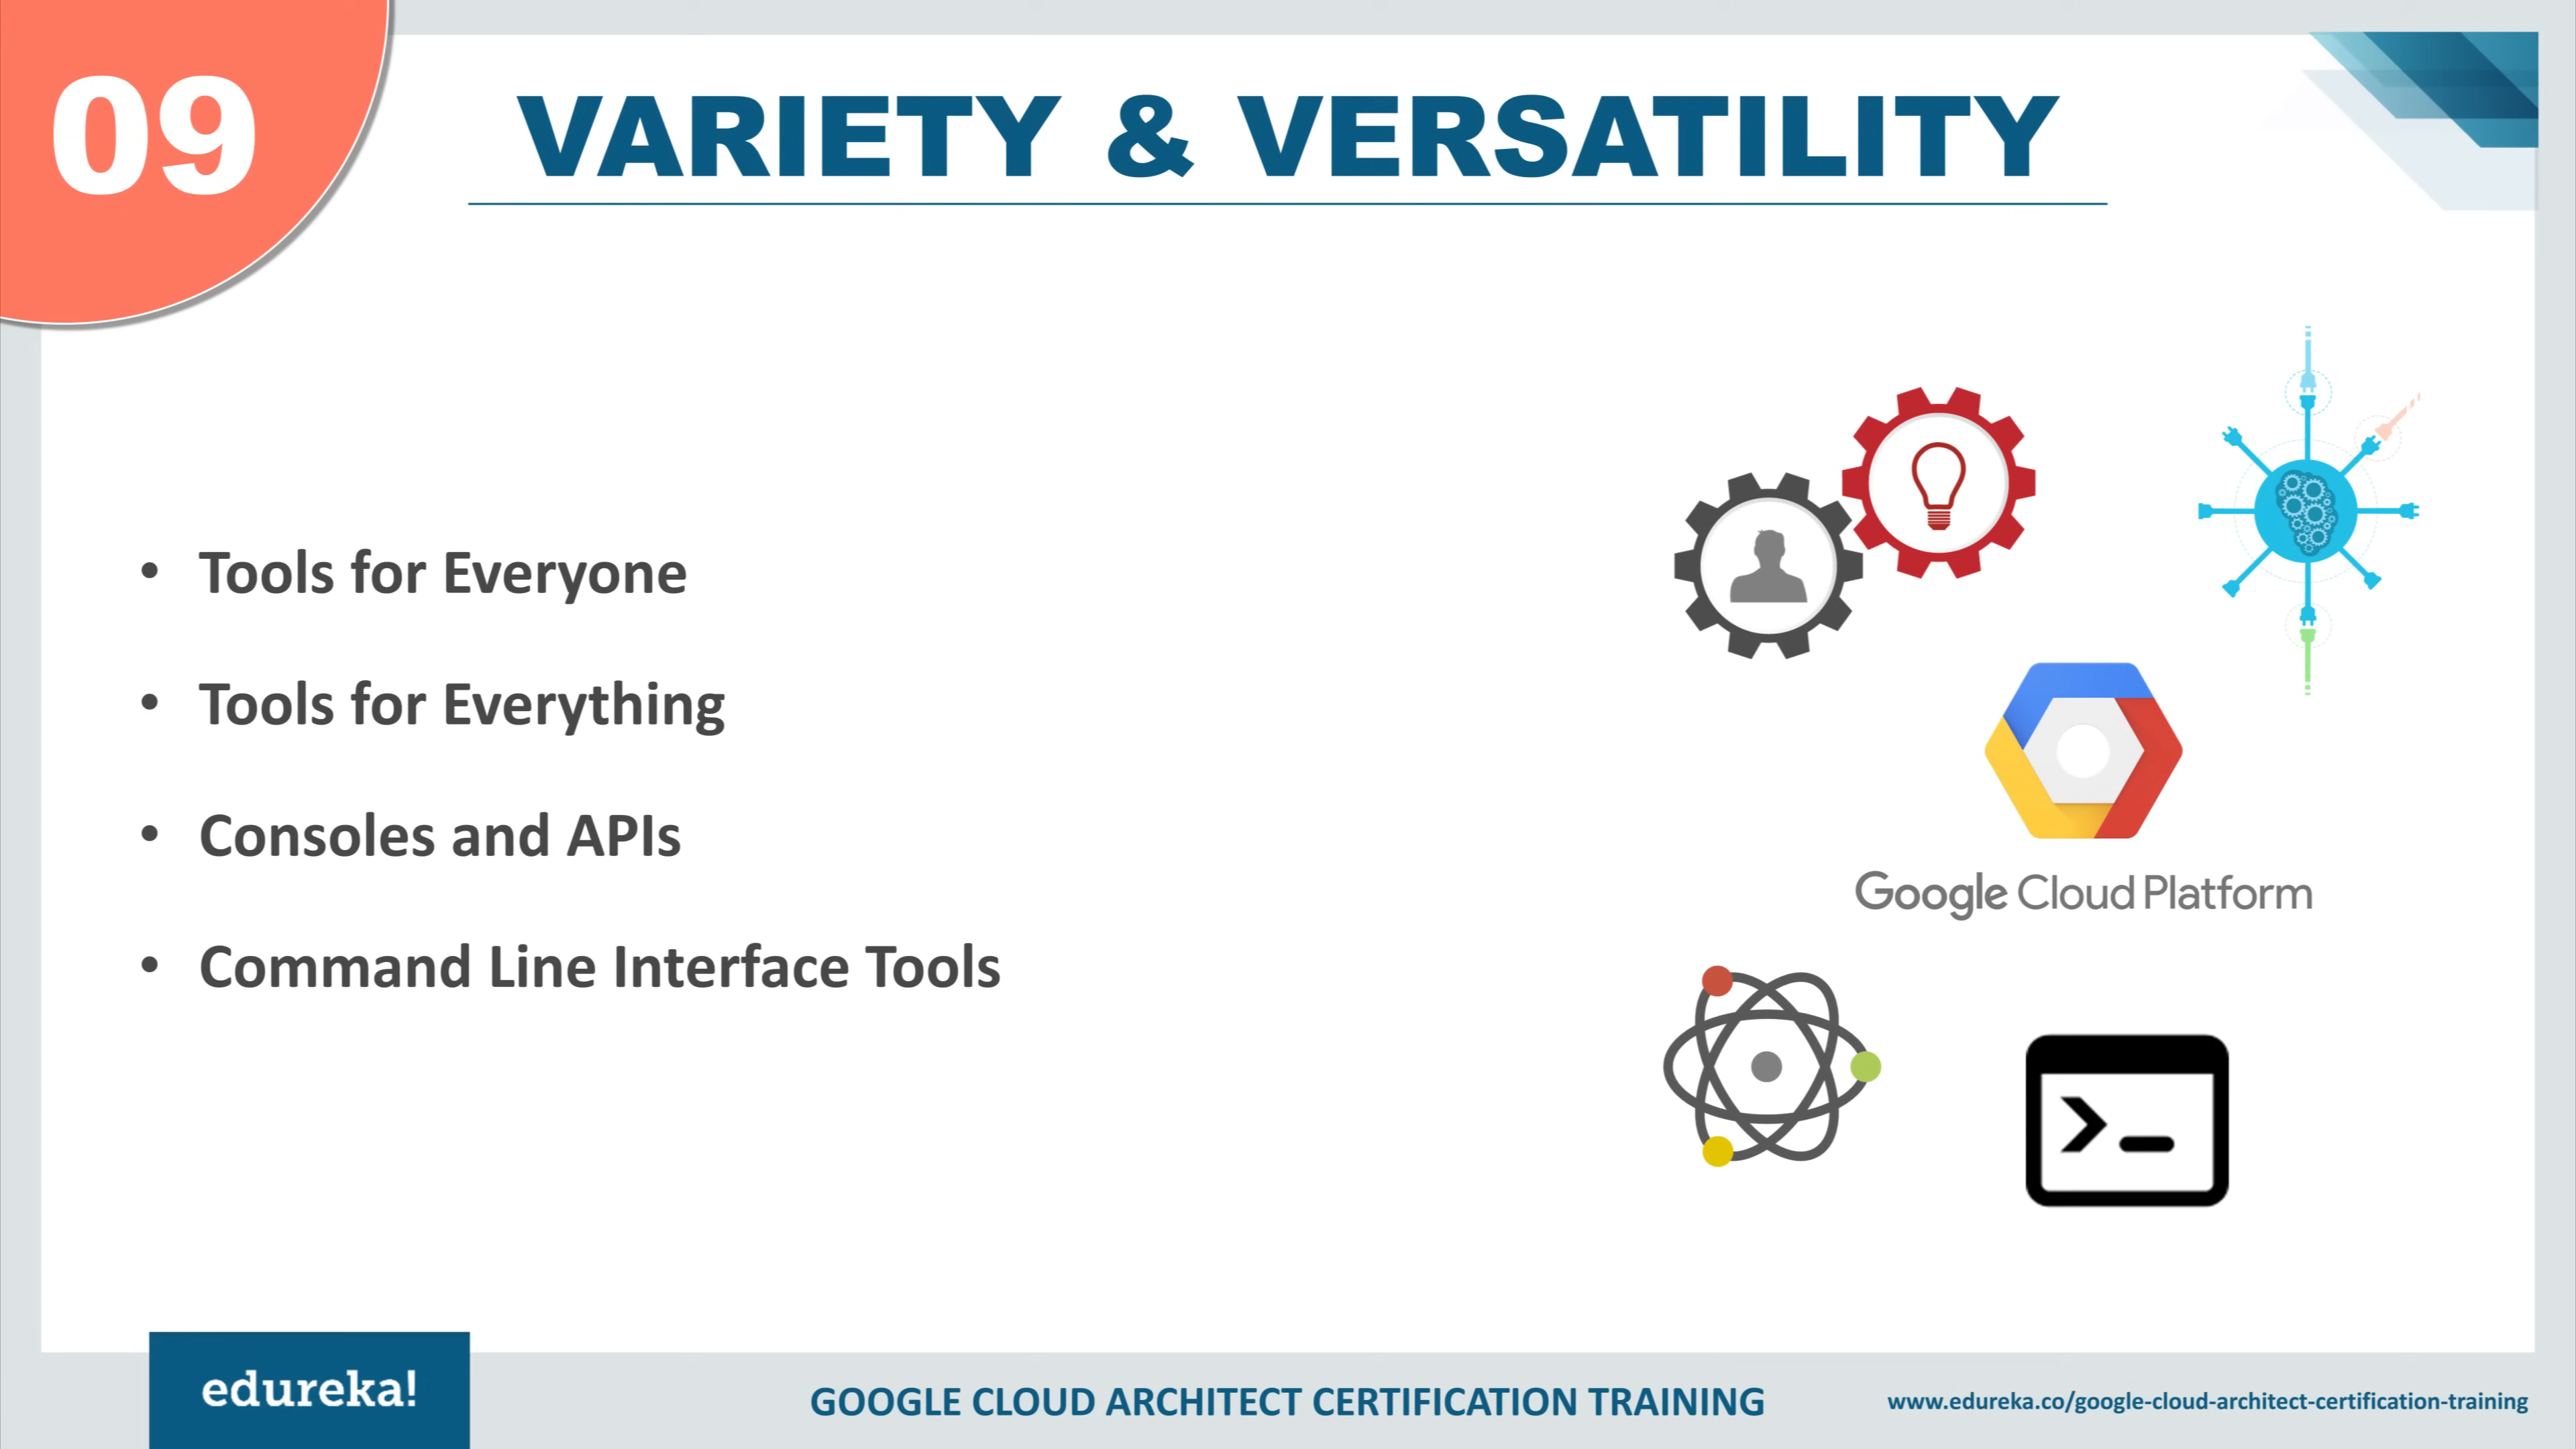 09
VARIETY & VERSATILITY
• Tools for Everyone
• Tools for Everything
• Consoles and APIs
• Command Line Interface Tools
Google Cloud Platform
>_
edureka!
GOOGLE CLOUD ARCHITECT CERTIFICATION TRAINING
www.edureka.co/google-cloud-architect-certification-training